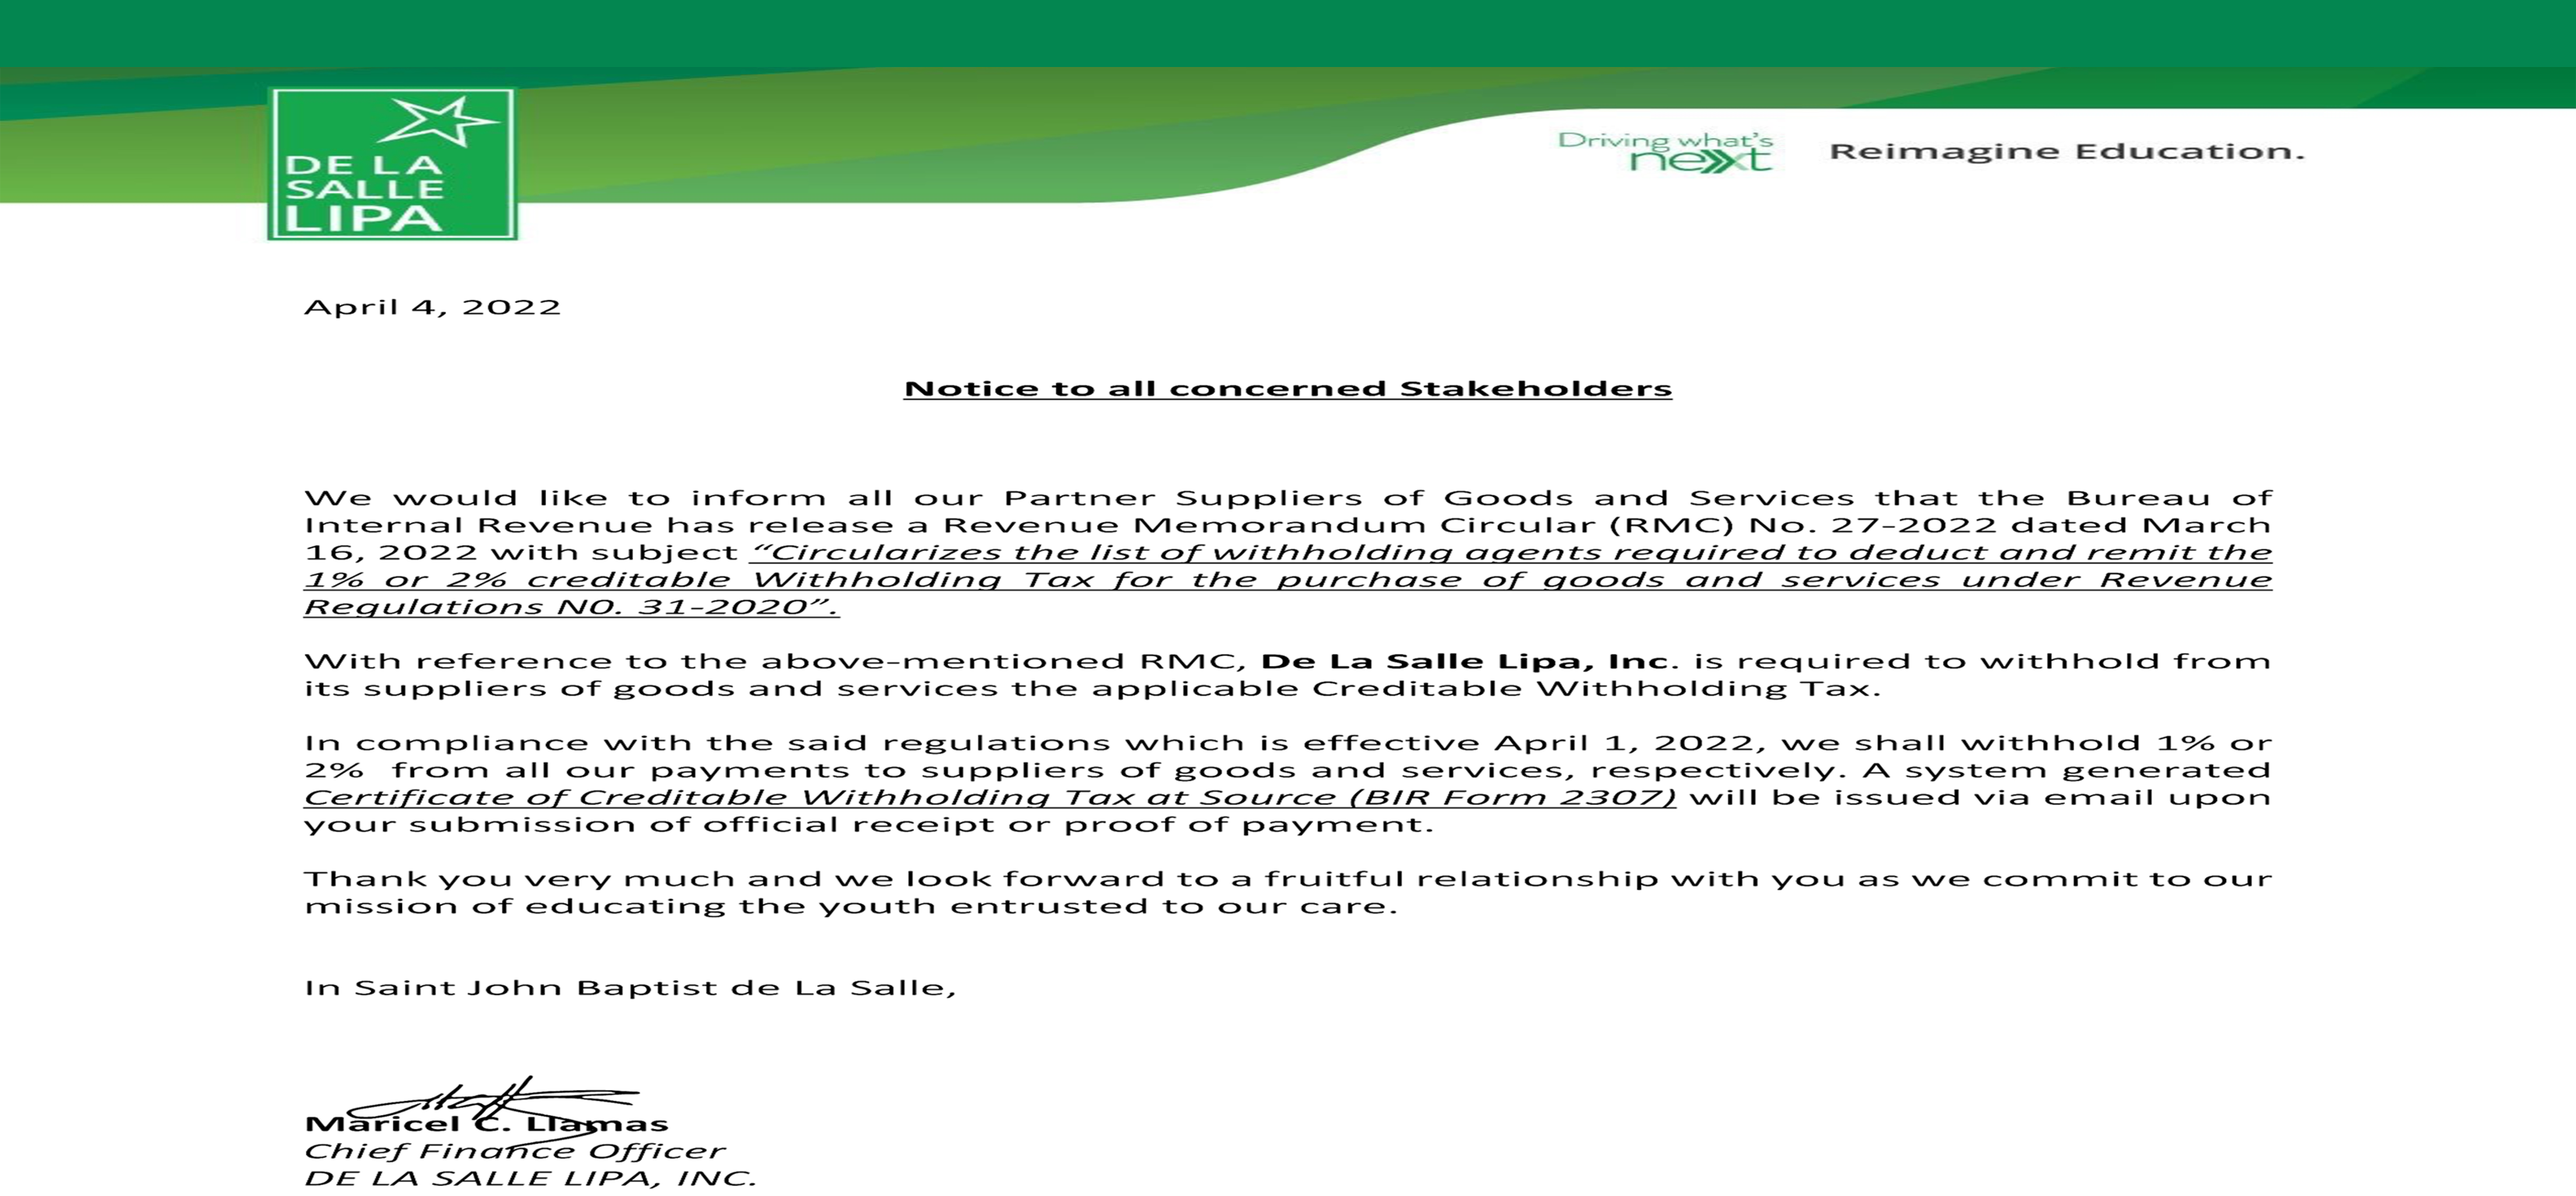 DE LA
SALLE
LIPA
Driving what's
next
Reimagine Education.
April 4, 2022
Notice to all concerned Stakeholders
We would like to inform all our Partner Suppliers of Goods and Services that the Bureau of
Internal Revenue has release a Revenue Memorandum Circular (RMC) No. 27-2022 dated March
16, 2022 with subject “Circularizes the list of withholding agents required to deduct and remit the
1% or 2% creditable Withholding Tax for the purchase of goods and services under Revenue
Regulations N0. 31-2020”.
With reference to the above-mentioned RMC, De La Salle Lipa, Inc. is required to withhold from
its suppliers of goods and services the applicable Creditable Withholding Tax.
In compliance with the said regulations which is effective April 1, 2022, we shall withhold 1% or
2% from all our payments to suppliers of goods and services, respectively. A system generated
Certificate of Creditable Withholding Tax at Source (BIR Form 2307) will be issued via email upon
your submission of official receipt or proof of payment.
Thank you very much and we look forward to a fruitful relationship with you as we commit to our
mission of educating the youth entrusted to our care.
In Saint John Baptist de La Salle,
Maricel C. Llamas
Chief Finance Officer
DE LA SALLE LIPA, INC.